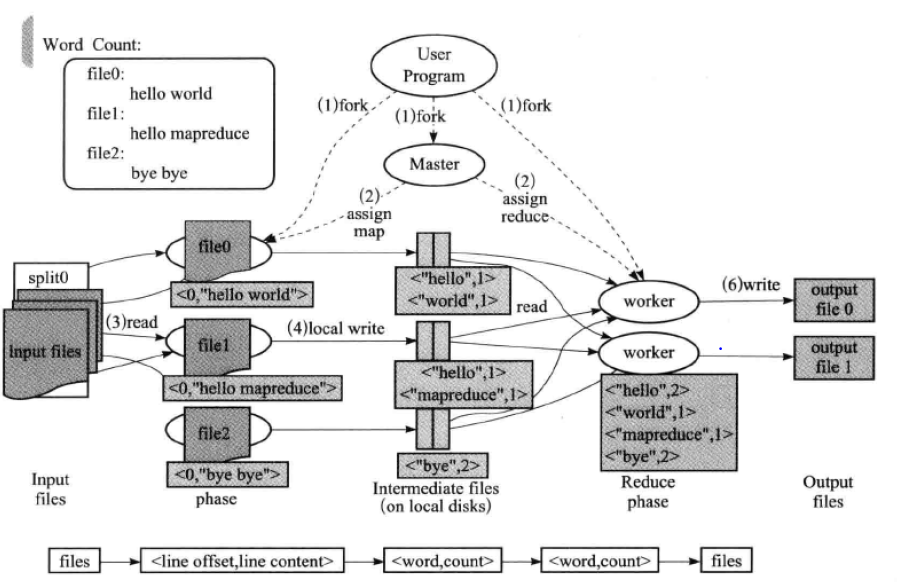 Word Count:
file0:
hello world
file1:
hello mapreduce
file2:
bye bye
User
Program
(1)fork
(1)fork
(1)fork
Master
(2)
assign
map
(2)
assign
reduce
split0
input files
(3)read
file0
<0,"hello world">
file1
<0,"hello mapreduce">
file2
<0,"bye bye">
(4)local write
<"hello",1>
<"world",1>
<"hello",1>
<"mapreduce",1>
<"bye",2>
read
worker
worker
<"hello",2>
<"world",1>
<"mapreduce",1>
<"bye",2>
(6)write
output
file 0
output
file 1
Input
files
phase
Intermediate files
(on local disks)
Reduce
phase
Output
files
files
<line offset,line content>
<word,count>
<word,count>
files